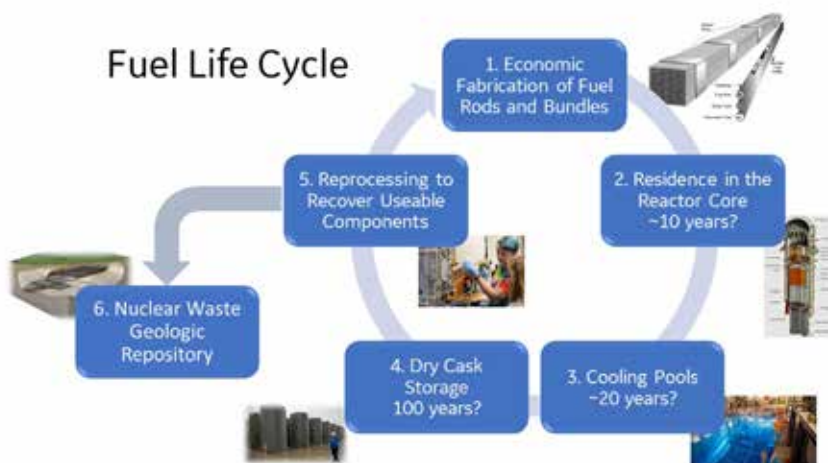 Fuel Life Cycle
1. Economic
Fabrication of Fuel
Rods and Bundles
2. Residence in the
Reactor Core
~10 years?
3. Cooling Pools
~20 years?
4. Dry Cask
Storage
100 years?
5. Reprocessing to
Recover Useable
Components
6. Nuclear Waste
Geologic
Repository